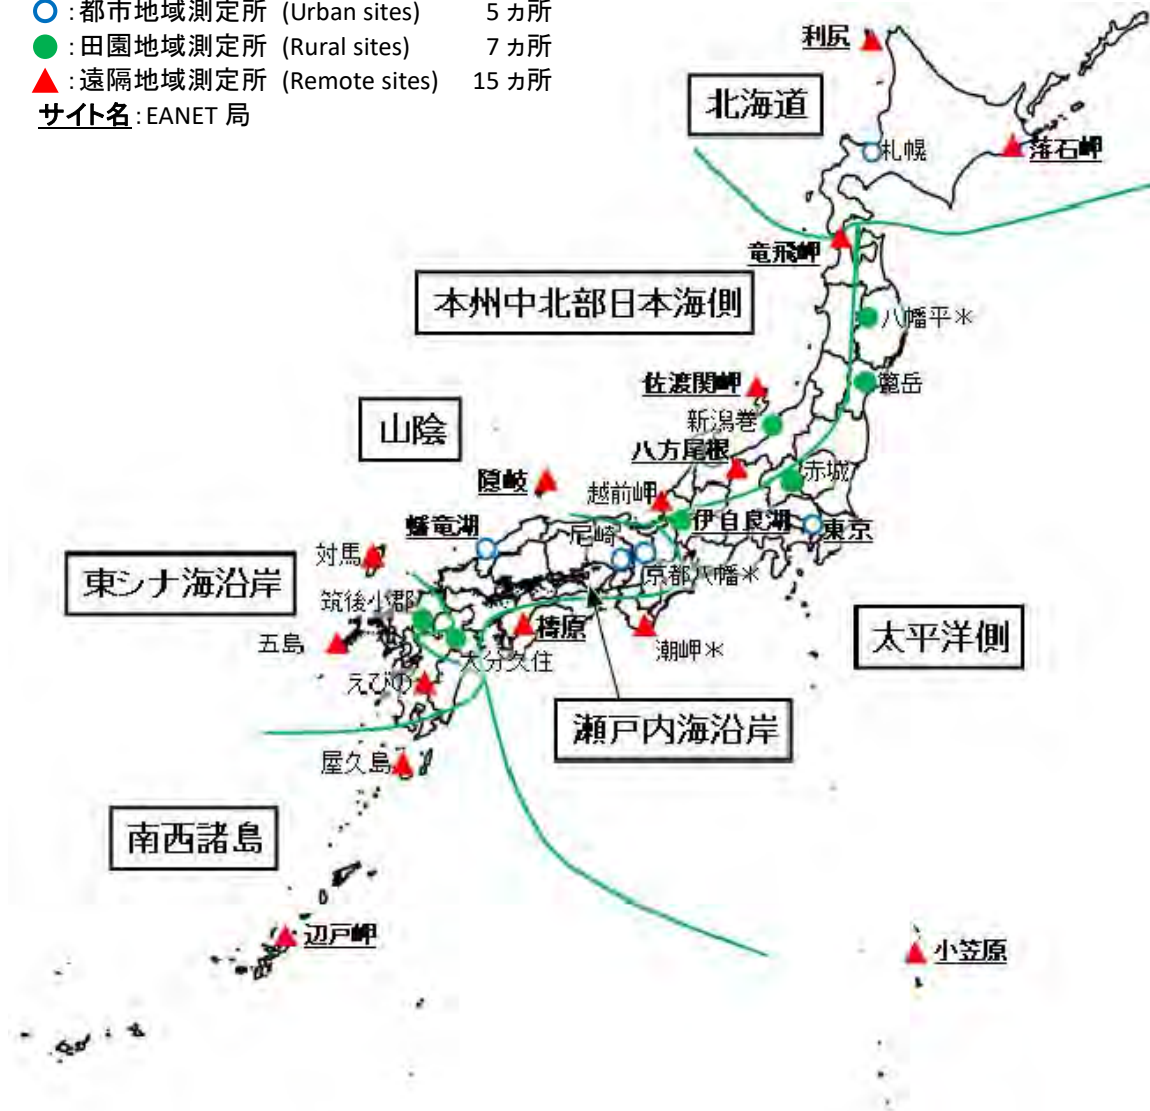 ○：都市地域測定所 (Urban sites) 5 ヵ所
●：田園地域測定所 (Rural sites) 7 ヵ所
▲：遠隔地域測定所 (Remote sites) 15 ヵ所
サイト名：EANET 局
利尻
北海道
札幌
落石岬
竜飛岬
本州中北部日本海側
八幡平＊
箆岳
佐渡関岬
新潟巻
山陰
八方尾根
赤城
隠岐
越前岬
伊自良湖
東京
蟠竜湖
尼崎
対馬
京都八幡＊
東シナ海沿岸
筑後小郡
五島
梼原
潮岬＊
太平洋側
大分久住
えびの
瀬戸内海沿岸
屋久島
南西諸島
辺戸岬
小笠原